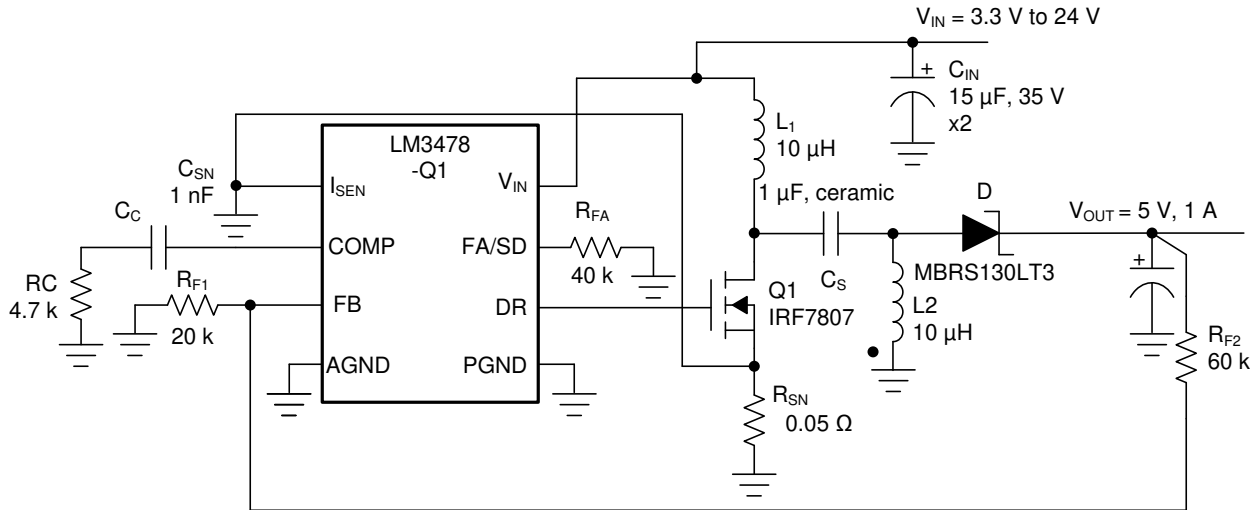 V_IN = 3.3 V to 24 V
C_IN
15 µF, 35 V
x2
L_1
10 µH
LM3478
-Q1
C_SN
1 nF
I_SEN
V_IN
1 µF, ceramic
D
V_OUT = 5 V, 1 A
C_C
R_FA
COMP
FA/SD
MBRS130LT3
C_S
RC
4.7 k
R_F1
40 k
Q1
IRF7807
FB
DR
L2
10 µH
20 k
R_F2
60 k
AGND
PGND
R_SN
0.05 Ω